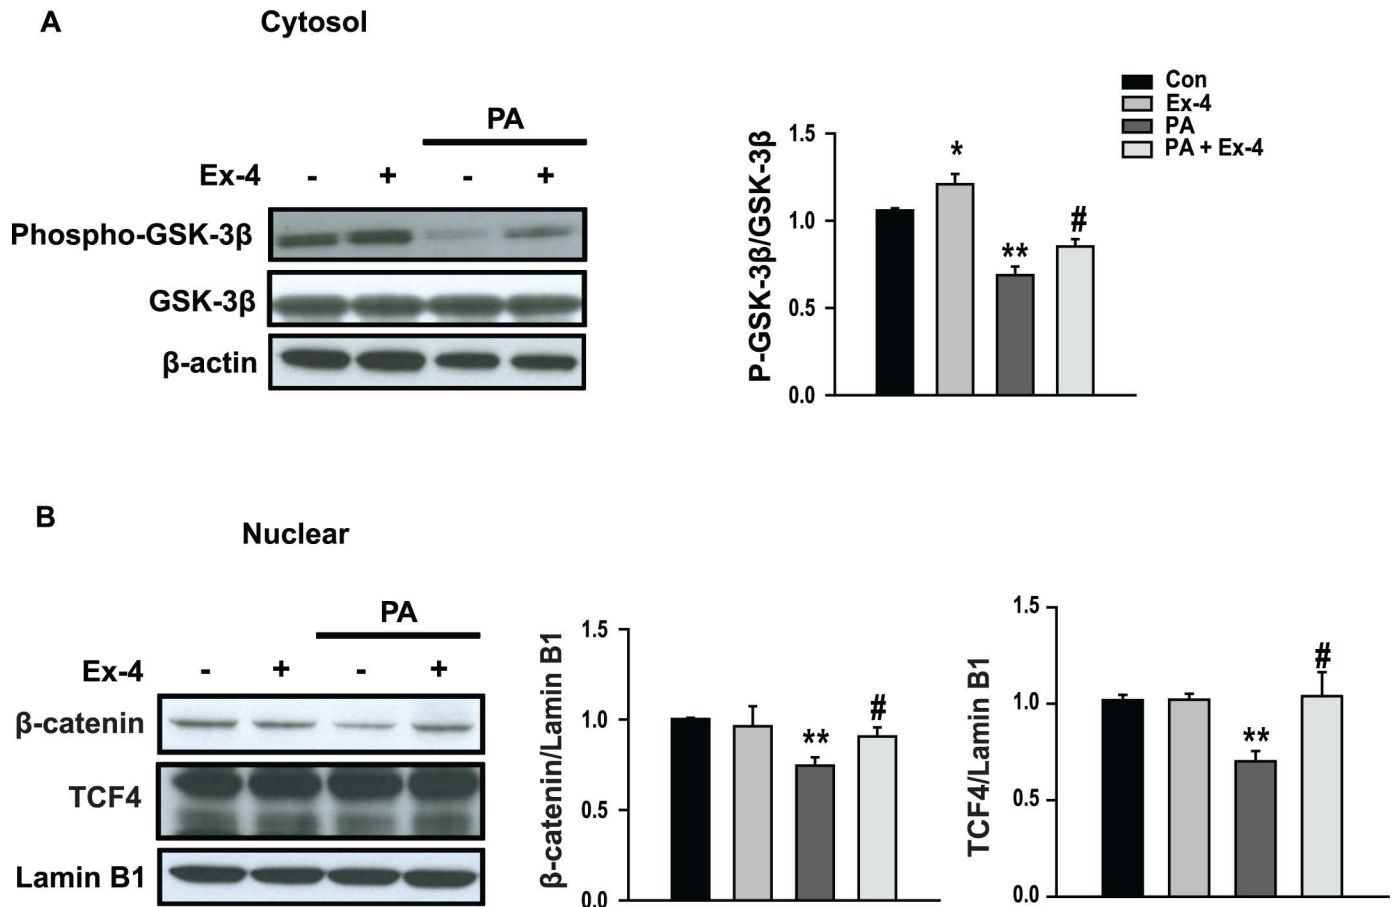 A
Cytosol
PA
Ex-4 - + - +
Phospho-GSK-3β
GSK-3β
β-actin
Con
Ex-4
PA
PA + Ex-4
P-GSK-3β/GSK-3β
1.5
1.0
0.5
0.0
*
**
#
B
Nuclear
PA
Ex-4 - + - +
β-catenin
TCF4
Lamin B1
β-catenin/Lamin B1
1.5
1.0
0.5
0.0
**
#
TCF4/Lamin B1
1.5
1.0
0.5
0.0
**
#